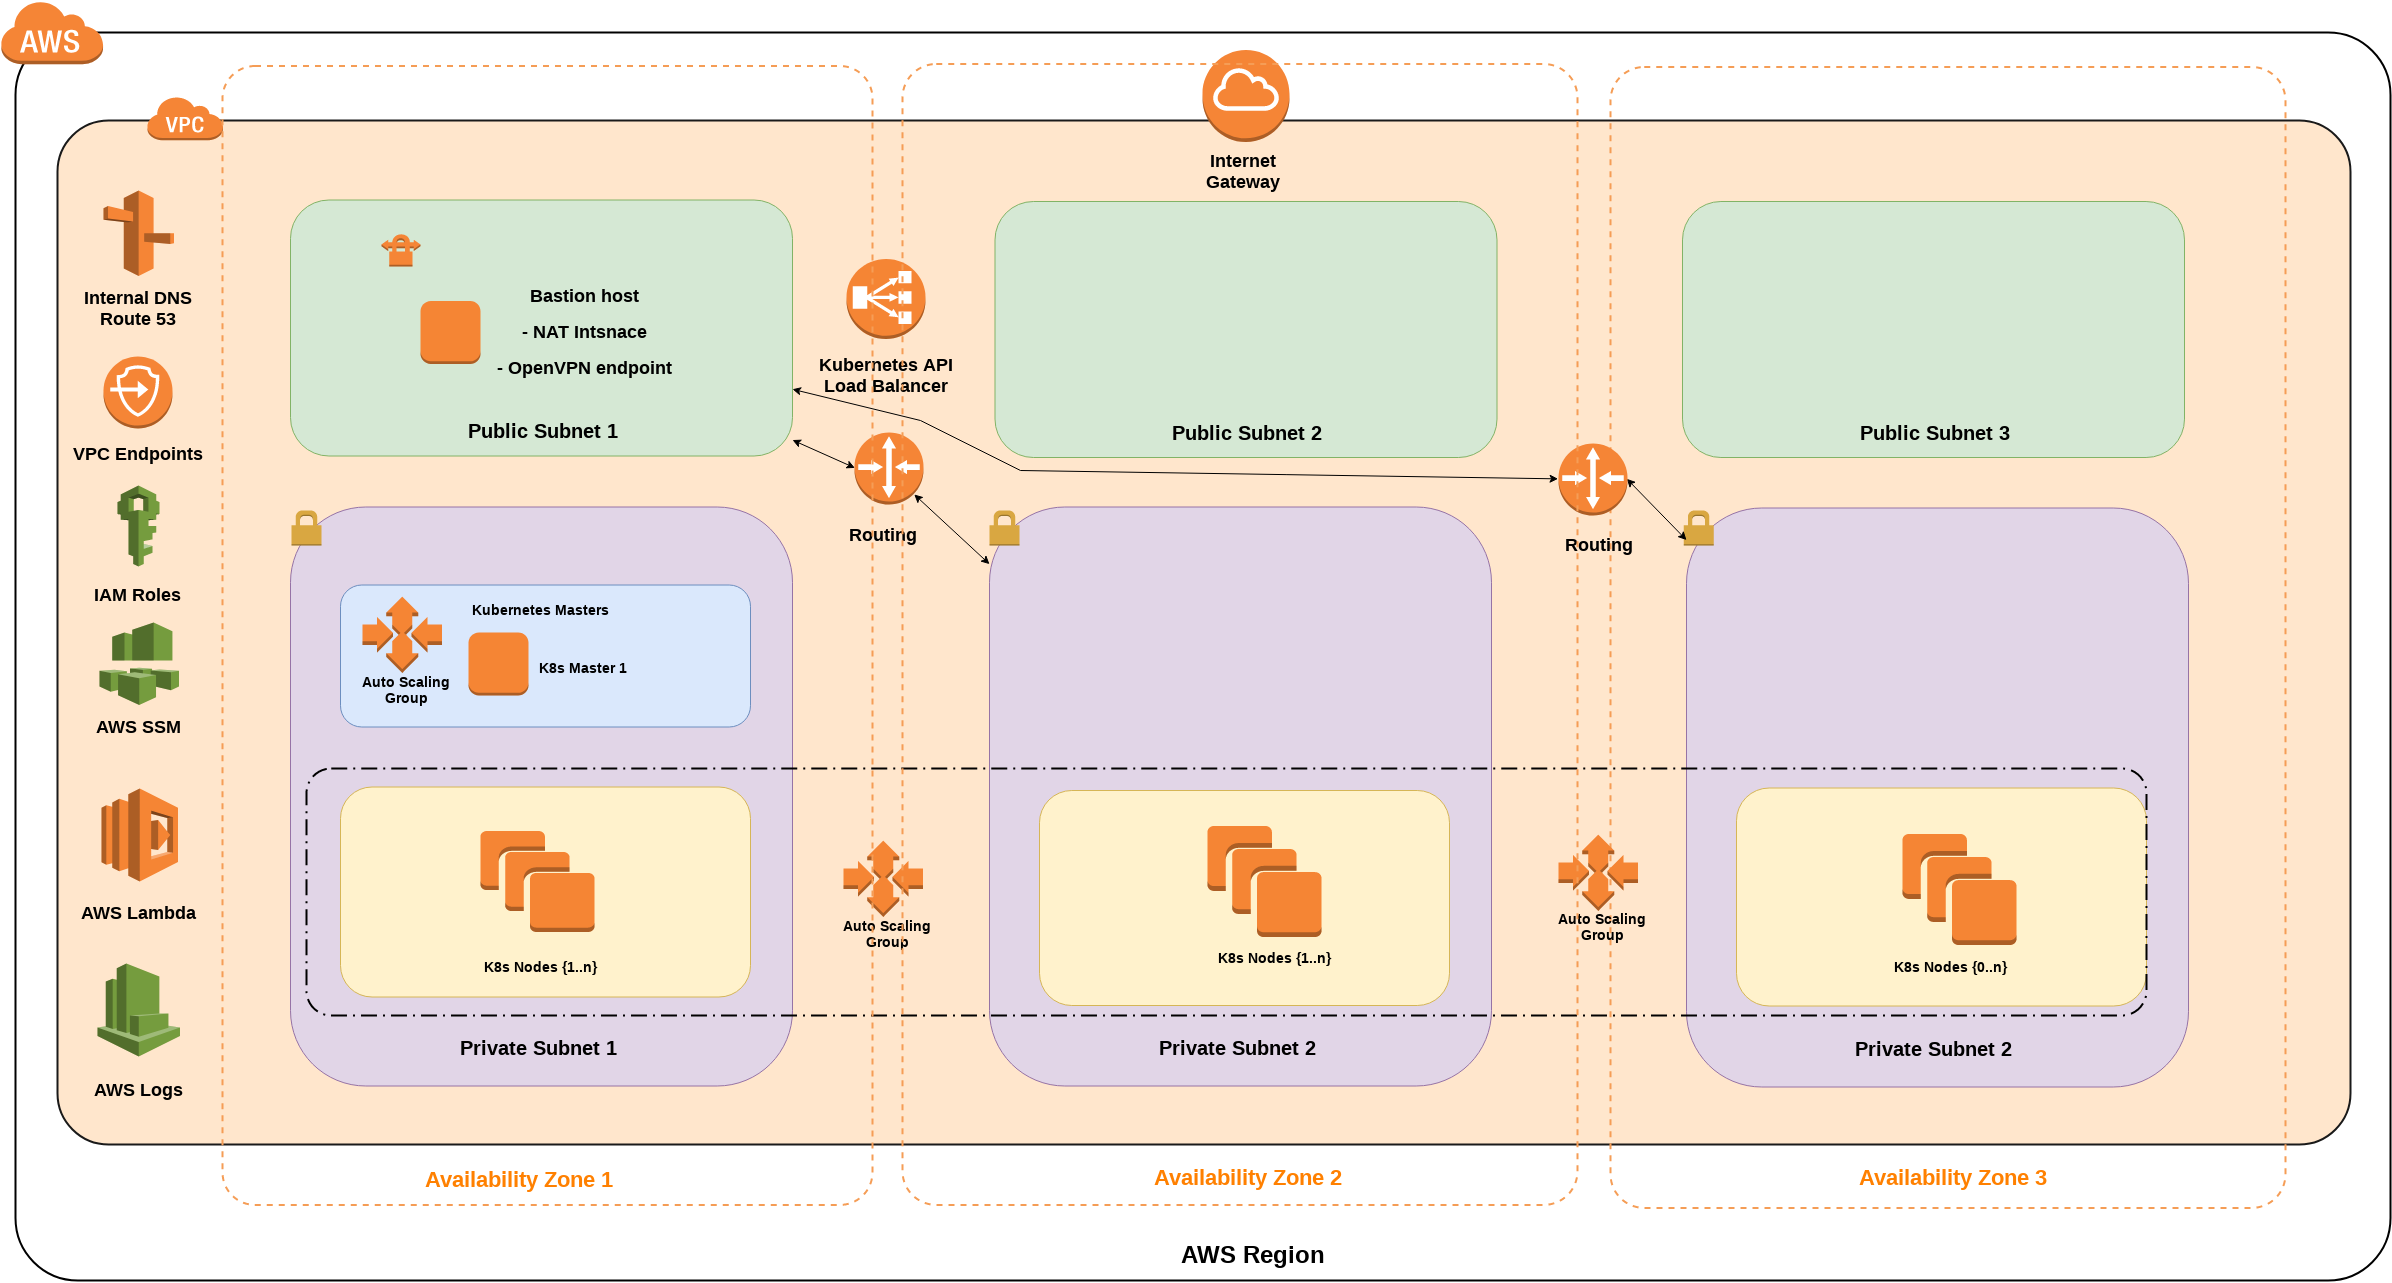 AWS
VPC
Internet
Gateway
Internal DNS
Route 53
VPC Endpoints
IAM Roles
AWS SSM
AWS Lambda
AWS Logs
Bastion host
- NAT Intsnace
- OpenVPN endpoint
Public Subnet 1
Kubernetes API
Load Balancer
Public Subnet 2
Public Subnet 3
Routing
Routing
Kubernetes Masters
K8s Master 1
Auto Scaling
Group
K8s Nodes {1..n}
Private Subnet 1
Auto Scaling
Group
K8s Nodes {1..n}
Private Subnet 2
Auto Scaling
Group
K8s Nodes {0..n}
Private Subnet 2
Availability Zone 1
Availability Zone 2
Availability Zone 3
AWS Region